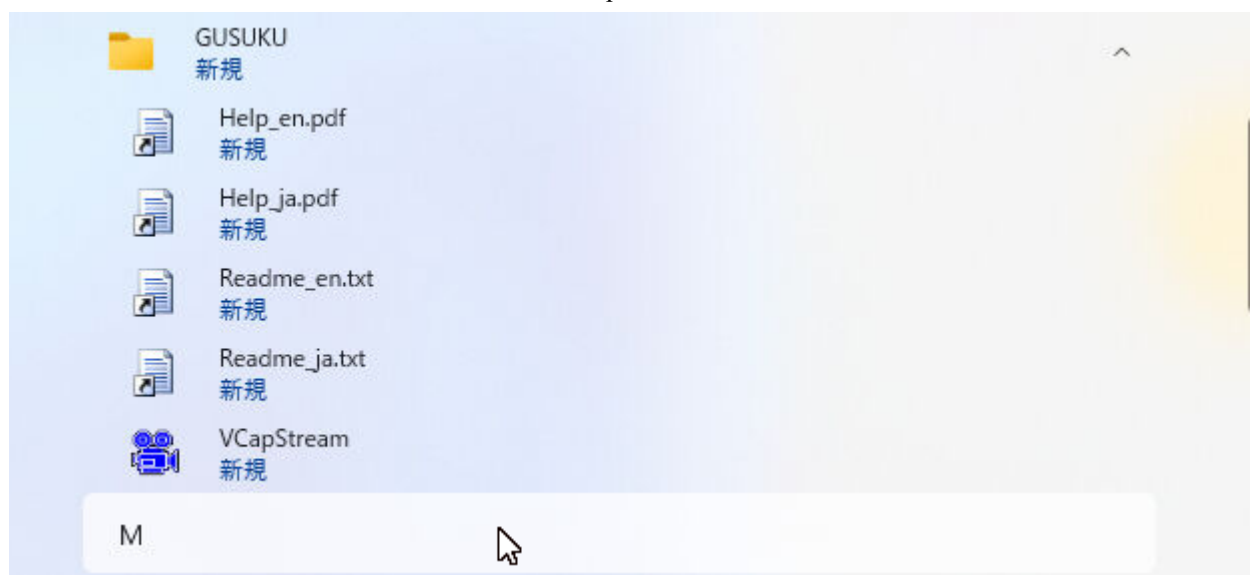 GUSUKU
新規
Help_en.pdf
新規
Help_ja.pdf
新規
Readme_en.txt
新規
Readme_ja.txt
新規
VCapStream
新規
M